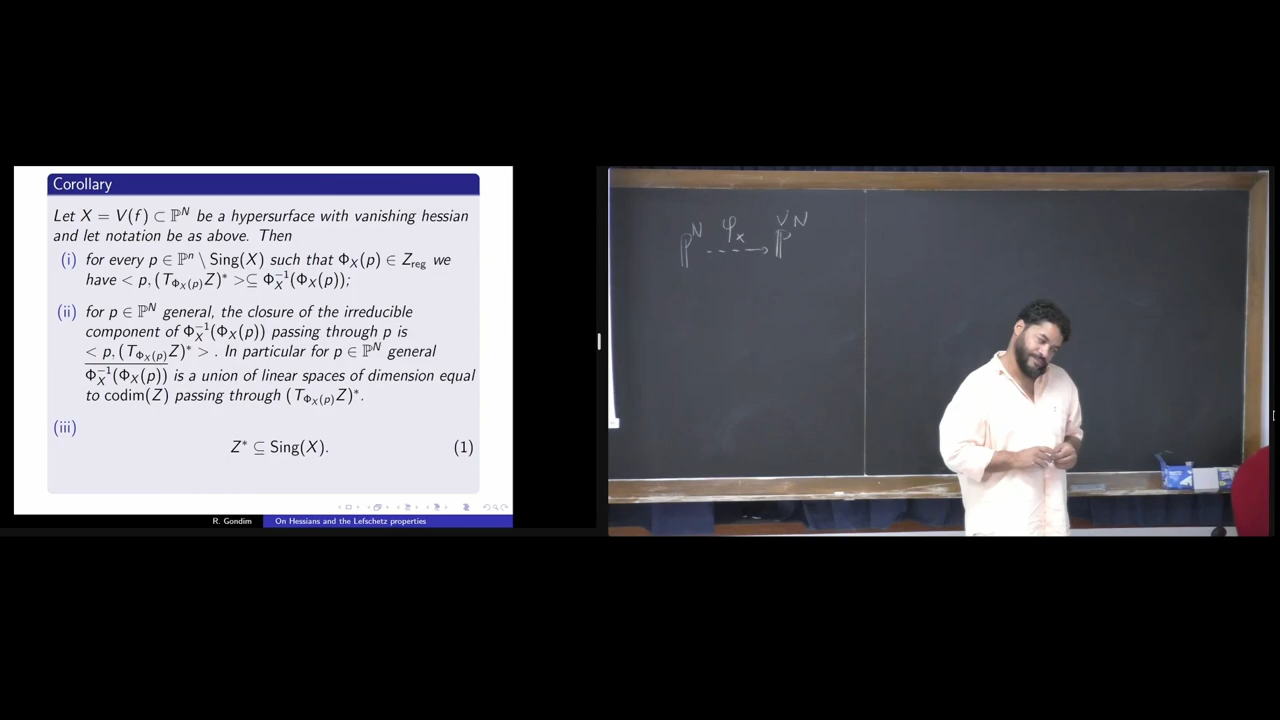 Corollary
Let X = V(f) ⊂ ℙ^N be a hypersurface with vanishing hessian
and let notation be as above. Then
(i) for every p ∈ ℙ^n \ Sing(X) such that Φ_X(p) ∈ Z_reg we
have < p, (T_{Φ_X(p)}Z)* >⊆ Φ_X^{-1}(Φ_X(p));
(ii) for p ∈ ℙ^N general, the closure of the irreducible
component of Φ_X^{-1}(Φ_X(p)) passing through p is
< p, (T_{Φ_X(p)}Z)* > . In particular for p ∈ ℙ^N general
\overline{Φ_X^{-1}(Φ_X(p))} is a union of linear spaces of dimension equal
to codim(Z) passing through (T_{Φ_X(p)}Z)*.
(iii)
Z* ⊆ Sing(X). (1)
R. Gondim On Hessians and the Lefschetz properties
ℙ^N ---φ_x---> ℙ̌^N